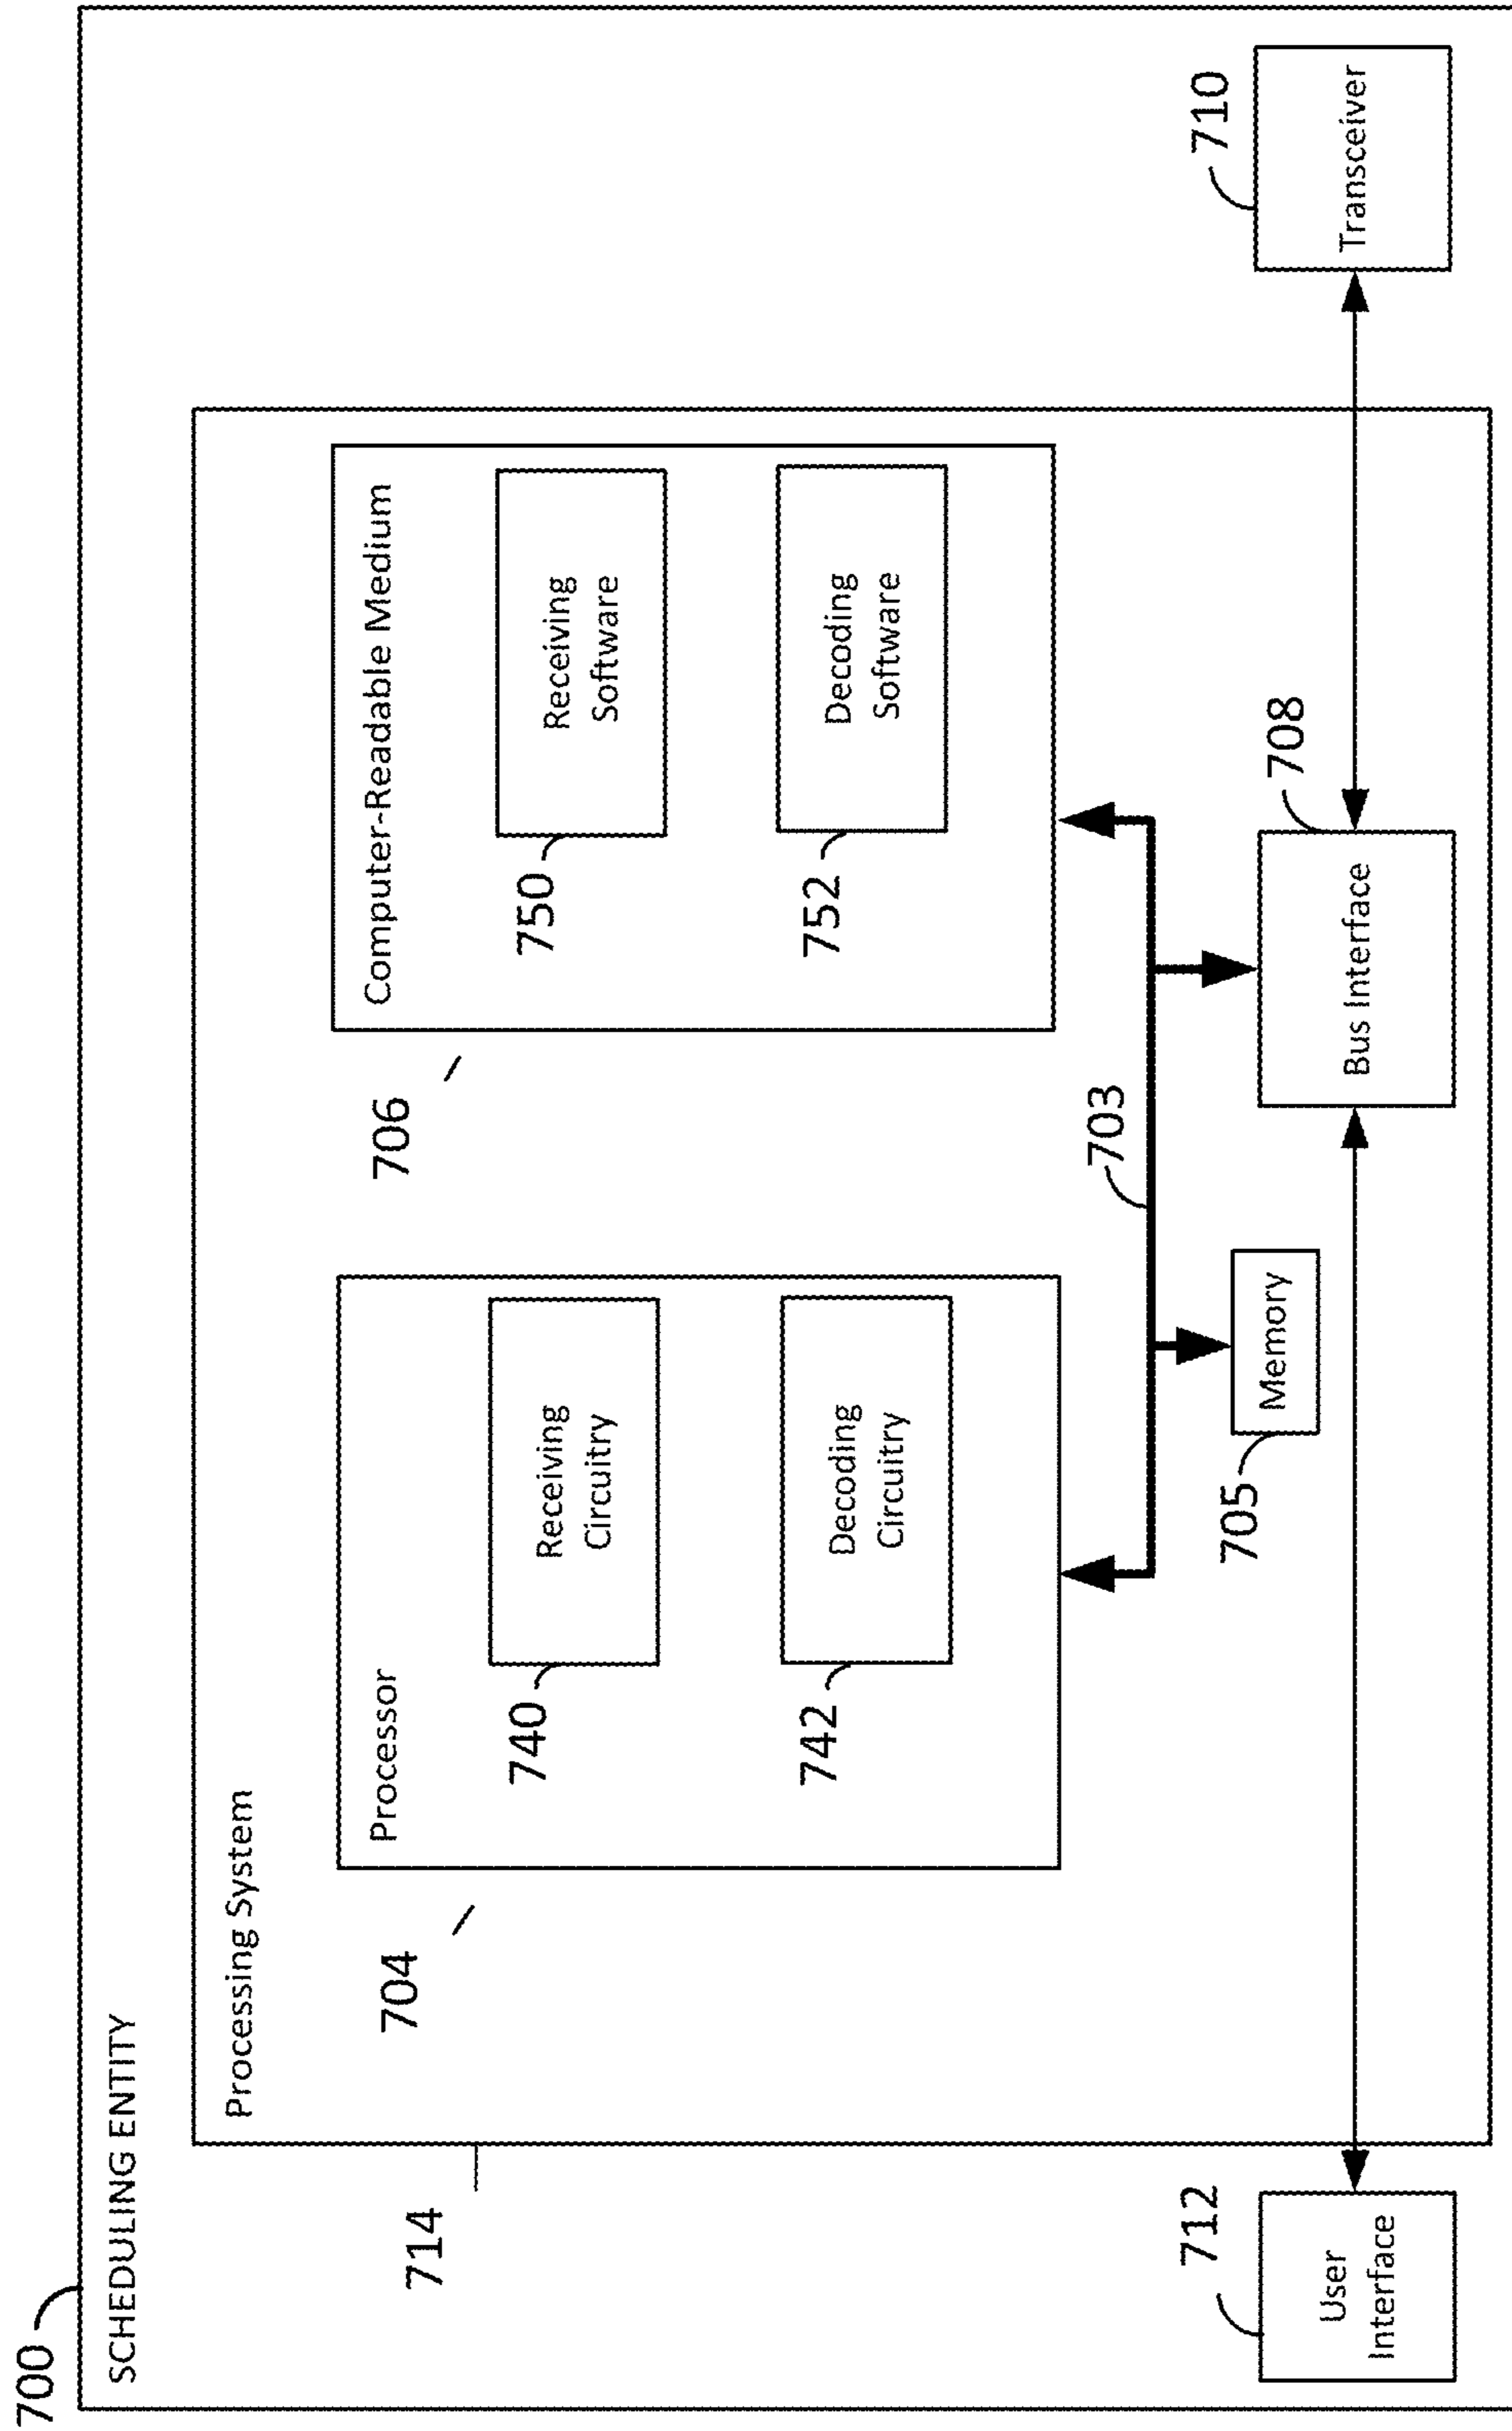 700
SCHEDULING ENTITY
714
Processing System
704
Processor
740
Receiving
Circuitry
742
Decoding
Circuitry
706
Computer-Readable Medium
750
Receiving
Software
752
Decoding
Software
703
705
Memory
708
Bus Interface
712
User
Interface
710
Transceiver